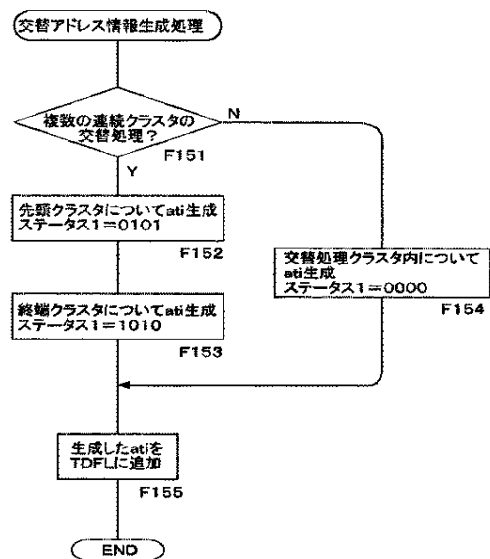 交替アドレス情報生成処理
複数の連続クラスタの
交替処理？
F151
N
Y
先頭クラスタについてati生成
ステータス1＝0101
F152
交替処理クラスタ内について
ati生成
ステータス1＝0000
F154
終端クラスタについてati生成
ステータス1＝1010
F153
生成したatiを
TDFLに追加
F155
END